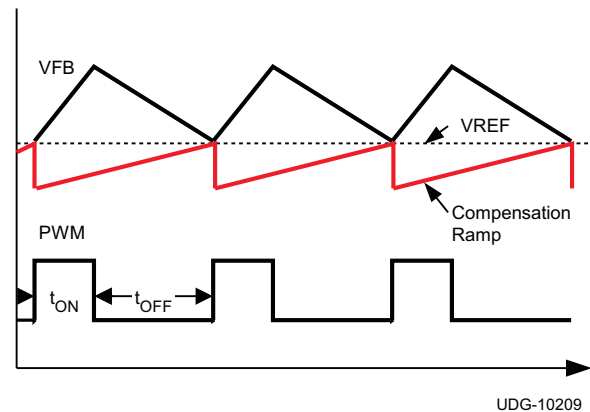 VFB
VREF
Compensation
Ramp
PWM
tON
tOFF
UDG-10209